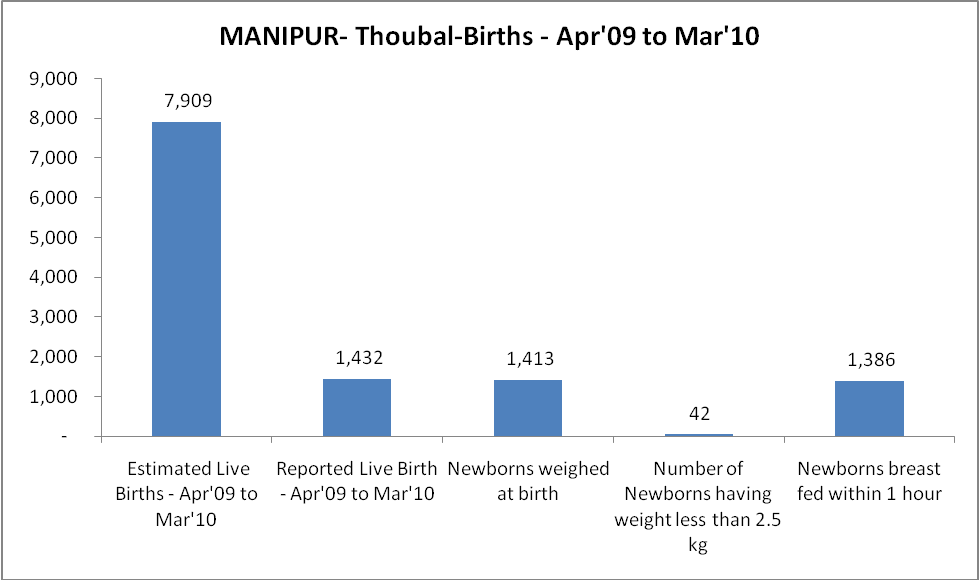 MANIPUR- Thoubal-Births - Apr'09 to Mar'10
9,000
8,000
7,000
6,000
5,000
4,000
3,000
2,000
1,000
-
7,909
1,432
1,413
42
1,386
Estimated Live
Births - Apr'09 to
Mar'10
Reported Live Birth
- Apr'09 to Mar'10
Newborns weighed
at birth
Number of
Newborns having
weight less than 2.5
kg
Newborns breast
fed within 1 hour